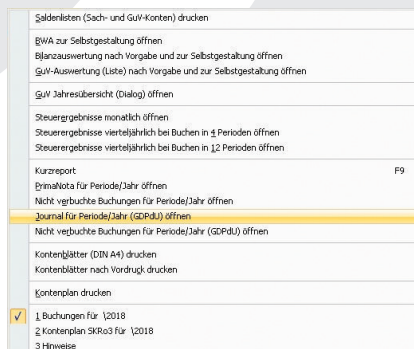 Saldenlisten (Sach- und GuV-Konten) drucken
BWA zur Selbstgestaltung öffnen
Bilanzauswertung nach Vorgabe und zur Selbstgestaltung öffnen
GuV-Auswertung (Liste) nach Vorgabe und zur Selbstgestaltung öffnen
GuV Jahresübersicht (Dialog) öffnen
Steuerergebnisse monatlich öffnen
Steuerergebnisse vierteljährlich bei Buchen in 4 Perioden öffnen
Steuerergebnisse vierteljährlich bei Buchen in 12 Perioden öffnen
Kurzreport F9
PrimaNota für Periode/Jahr öffnen
Nicht verbuchte Buchungen für Periode/Jahr öffnen
Journal für Periode/Jahr (GDPdU) öffnen
Nicht verbuchte Buchungen für Periode/Jahr (GDPdU) öffnen
Kontenblätter (DIN A4) drucken
Kontenblätter nach Vordruck drucken
Kontenplan drucken
1 Buchungen für \2018
2 Kontenplan SKRo3 für \2018
3 Hinweise